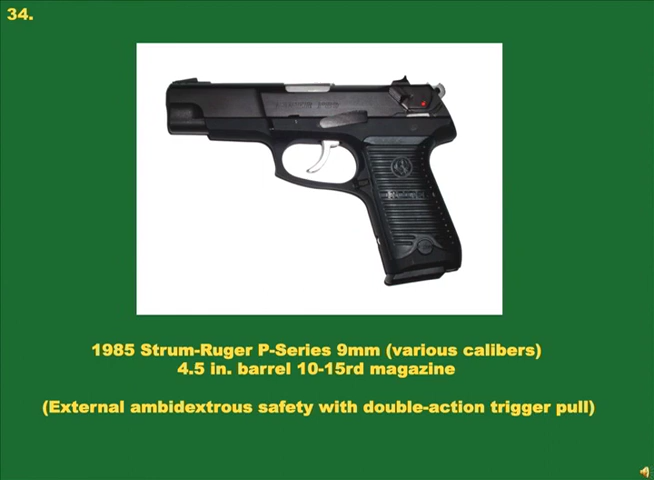 34.
1985 Strum-Ruger P-Series 9mm (various calibers)
4.5 in. barrel 10-15rd magazine
(External ambidextrous safety with double-action trigger pull)